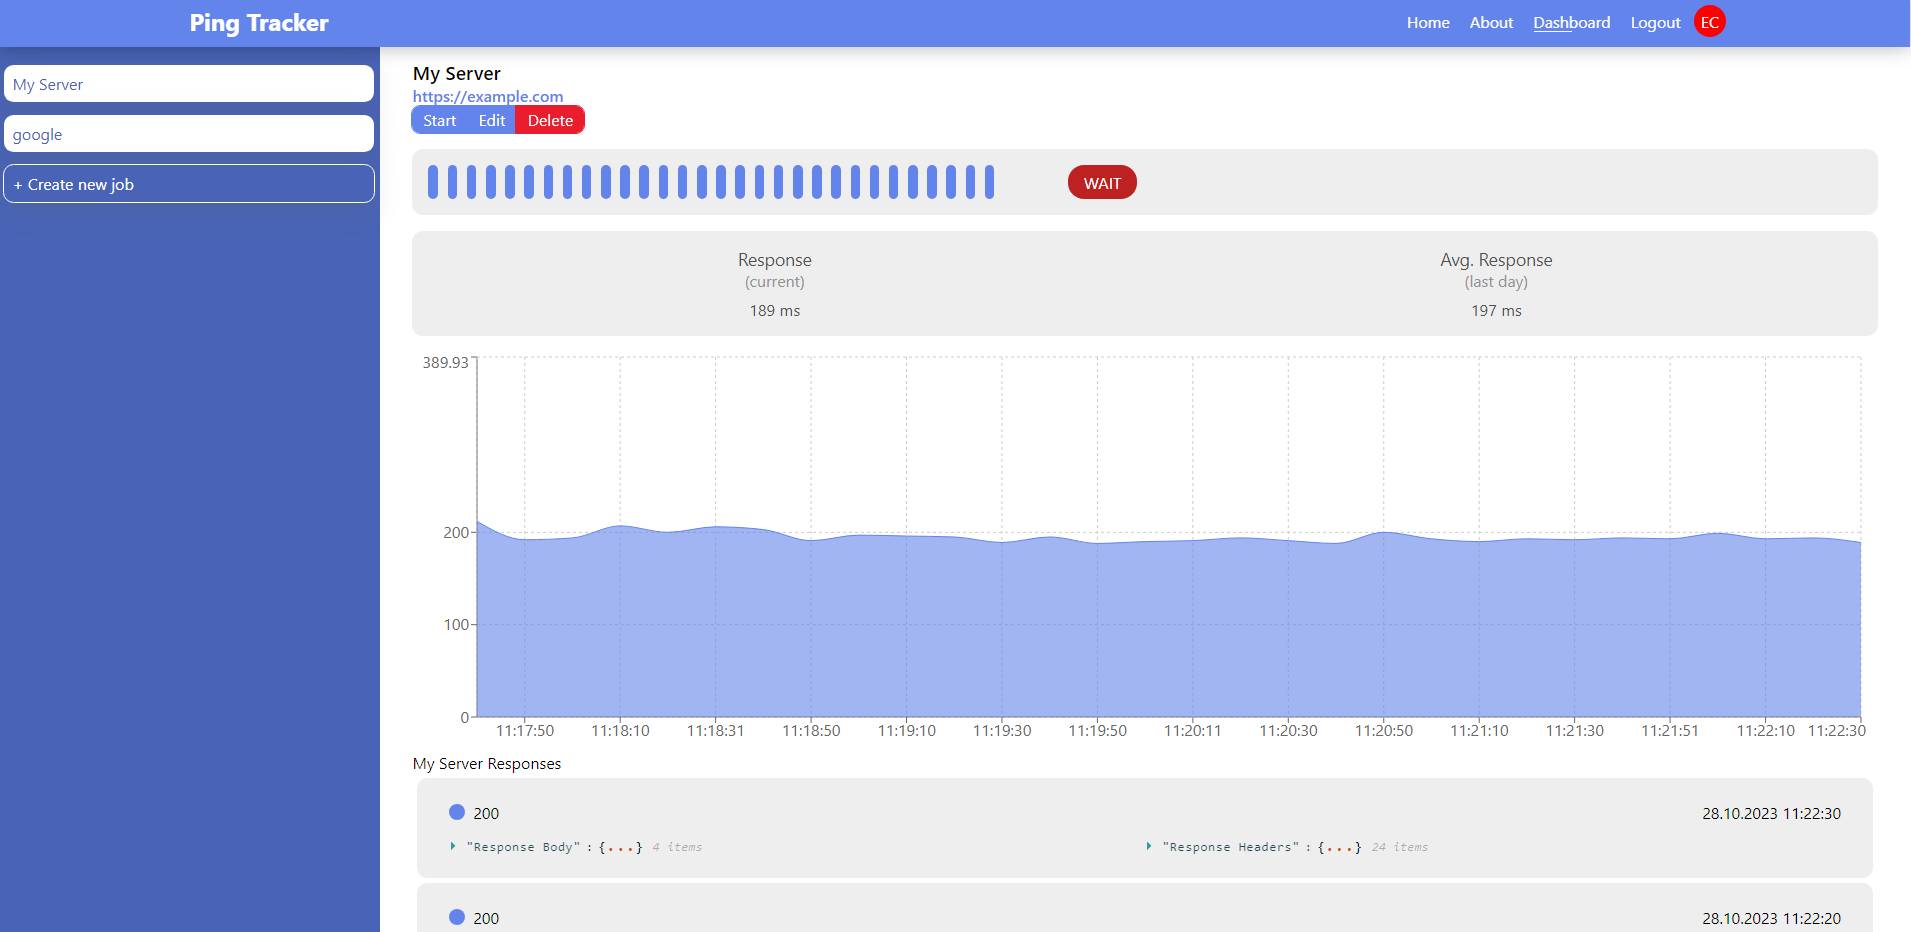 Ping Tracker
Home About Dashboard Logout EC
My Server
google
+ Create new job
My Server
https://example.com
Start Edit Delete
WAIT
Response
(current)
189 ms
Avg. Response
(last day)
197 ms
389.93
200
100
0
11:17:50 11:18:10 11:18:31 11:18:50 11:19:10 11:19:30 11:19:50 11:20:11 11:20:30 11:20:50 11:21:10 11:21:30 11:21:51 11:22:10 11:22:30
My Server Responses
200 28.10.2023 11:22:30
"Response Body" : {...} 4 items "Response Headers" : {...} 24 items
200 28.10.2023 11:22:20